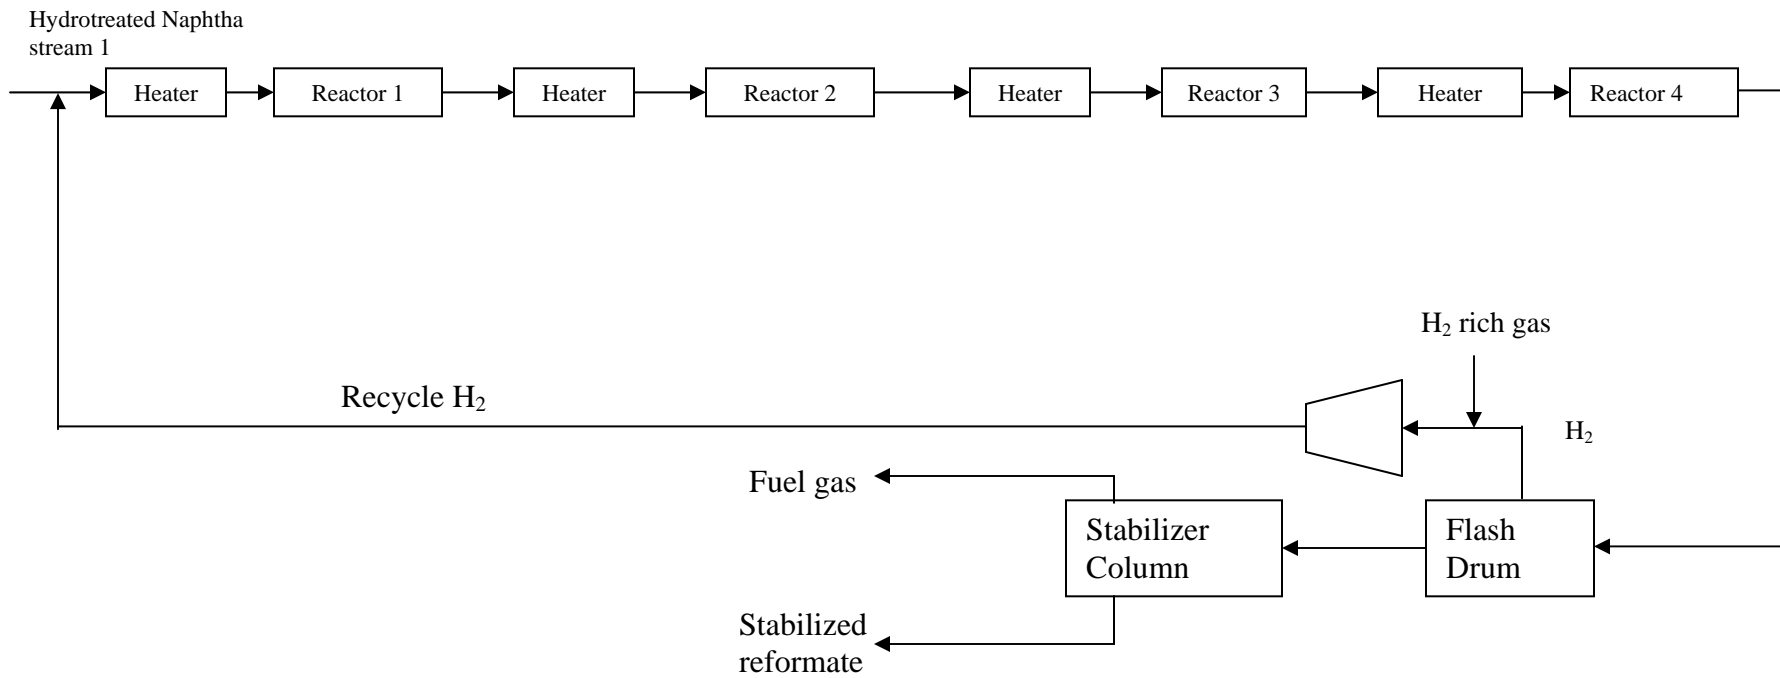 Hydrotreated Naphtha
stream 1
Heater
Reactor 1
Heater
Reactor 2
Heater
Reactor 3
Heater
Reactor 4
H₂ rich gas
Recycle H₂
H₂
Fuel gas
Stabilizer
Column
Flash
Drum
Stabilized
reformate